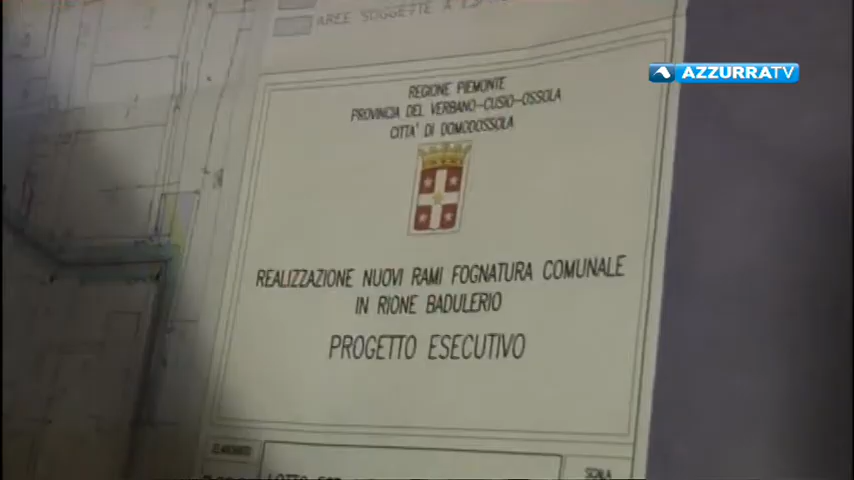 AREE SOGGETTE A
AZZURRATV
REGIONE PIEMONTE
PROVINCIA DEL VERBANO-CUSIO-OSSOLA
CITTA' DI DOMODOSSOLA
REALIZZAZIONE NUOVI RAMI FOGNATURA COMUNALE
IN RIONE BADULERIO
PROGETTO ESECUTIVO
SCALA
LOTTO